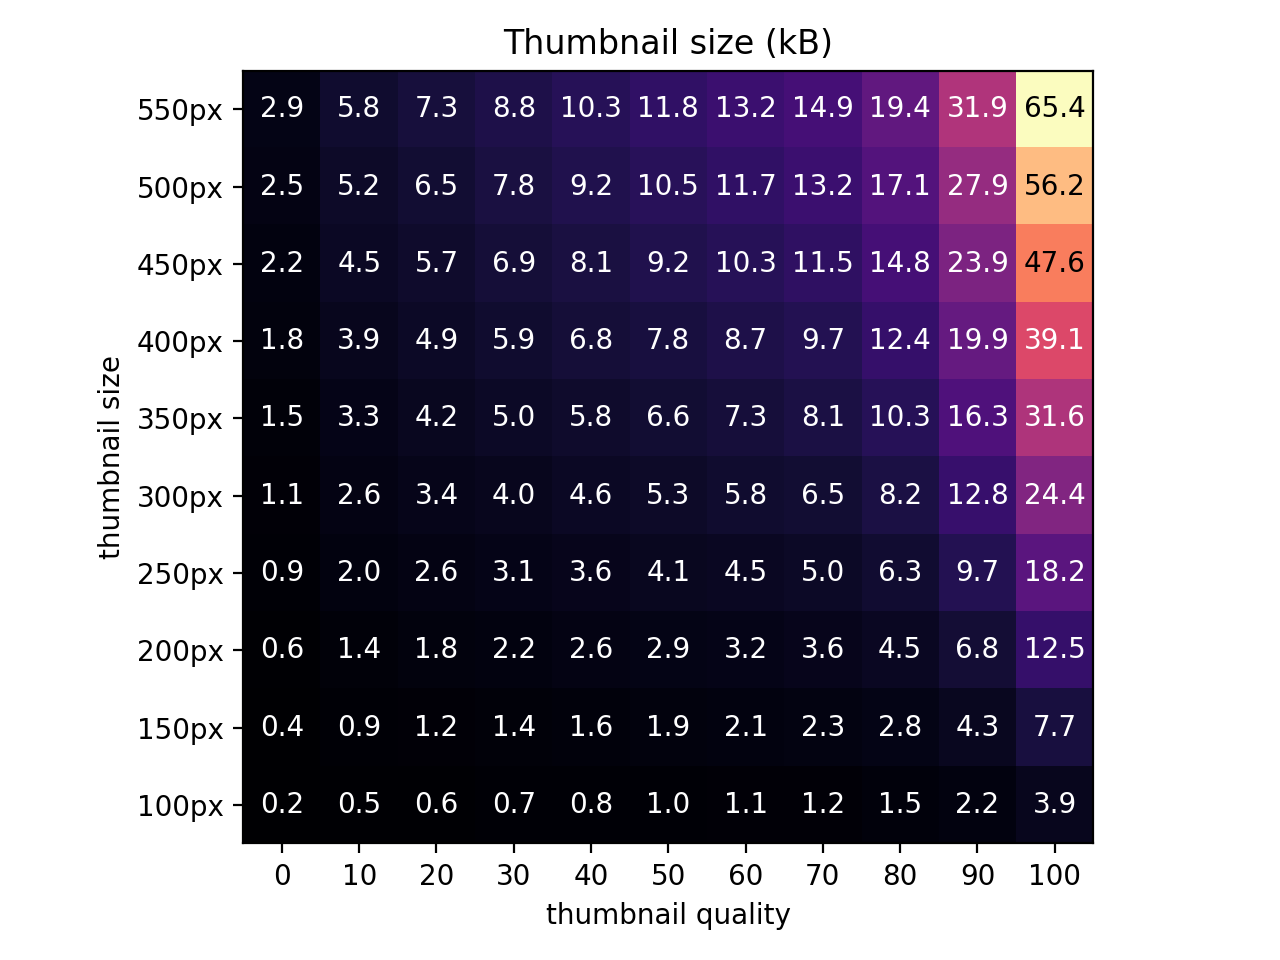 Thumbnail size (kB)
550px 2.9 5.8 7.3 8.8 10.3 11.8 13.2 14.9 19.4 31.9 65.4
500px 2.5 5.2 6.5 7.8 9.2 10.5 11.7 13.2 17.1 27.9 56.2
450px 2.2 4.5 5.7 6.9 8.1 9.2 10.3 11.5 14.8 23.9 47.6
400px 1.8 3.9 4.9 5.9 6.8 7.8 8.7 9.7 12.4 19.9 39.1
350px 1.5 3.3 4.2 5.0 5.8 6.6 7.3 8.1 10.3 16.3 31.6
300px 1.1 2.6 3.4 4.0 4.6 5.3 5.8 6.5 8.2 12.8 24.4
250px 0.9 2.0 2.6 3.1 3.6 4.1 4.5 5.0 6.3 9.7 18.2
200px 0.6 1.4 1.8 2.2 2.6 2.9 3.2 3.6 4.5 6.8 12.5
150px 0.4 0.9 1.2 1.4 1.6 1.9 2.1 2.3 2.8 4.3 7.7
100px 0.2 0.5 0.6 0.7 0.8 1.0 1.1 1.2 1.5 2.2 3.9
0 10 20 30 40 50 60 70 80 90 100
thumbnail quality
thumbnail size